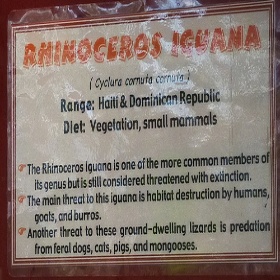 RHINOCEROS IGUANA
( Cyclura cornuta cornuta )
Range: Haiti & Dominican Republic
Diet: Vegetation, small mammals
The Rhinoceros Iguana is one of the more common members of
its genus but is still considered threatened with extinction.
The main threat to this iguana is habitat destruction by humans,
goats, and burros.
Another threat to these ground-dwelling lizards is predation
from feral dogs, cats, pigs, and mongooses.